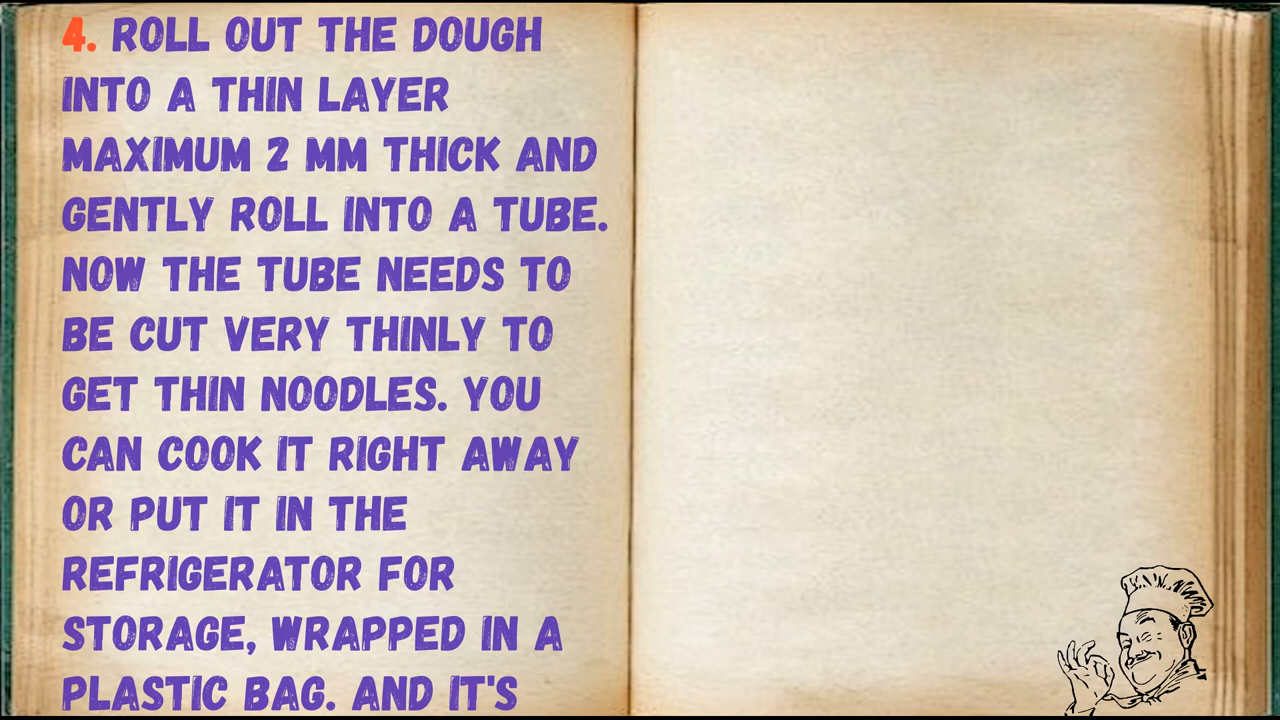 4. ROLL OUT THE DOUGH
INTO A THIN LAYER
MAXIMUM 2 MM THICK AND
GENTLY ROLL INTO A TUBE.
NOW THE TUBE NEEDS TO
BE CUT VERY THINLY TO
GET THIN NOODLES. YOU
CAN COOK IT RIGHT AWAY
OR PUT IT IN THE
REFRIGERATOR FOR
STORAGE, WRAPPED IN A
PLASTIC BAG. AND IT'S